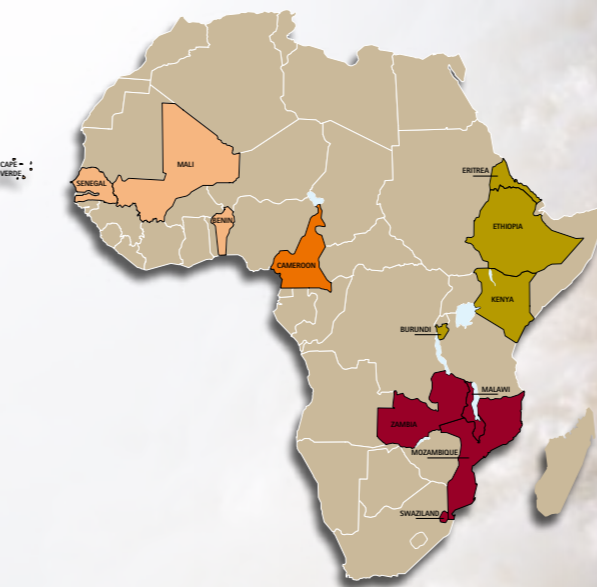 CAPE
VERDE
SENEGAL
MALI
BENIN
CAMEROON
ERITREA
ETHIOPIA
KENYA
BURUNDI
MALAWI
ZAMBIA
MOZAMBIQUE
SWAZILAND